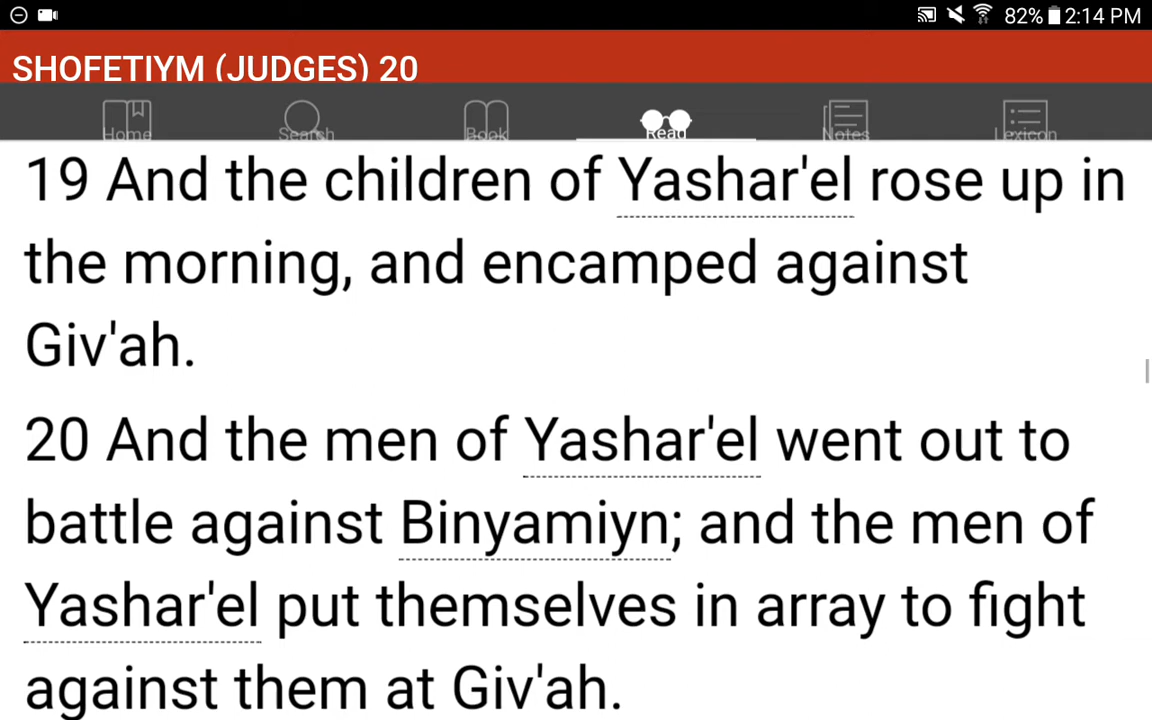 82% 2:14 PM
SHOFETIYM (JUDGES) 20
Home Search Book Read Notes Lexicon
19 And the children of Yashar'el rose up in
the morning, and encamped against
Giv'ah.
20 And the men of Yashar'el went out to
battle against Binyamiyn; and the men of
Yashar'el put themselves in array to fight
against them at Giv'ah.